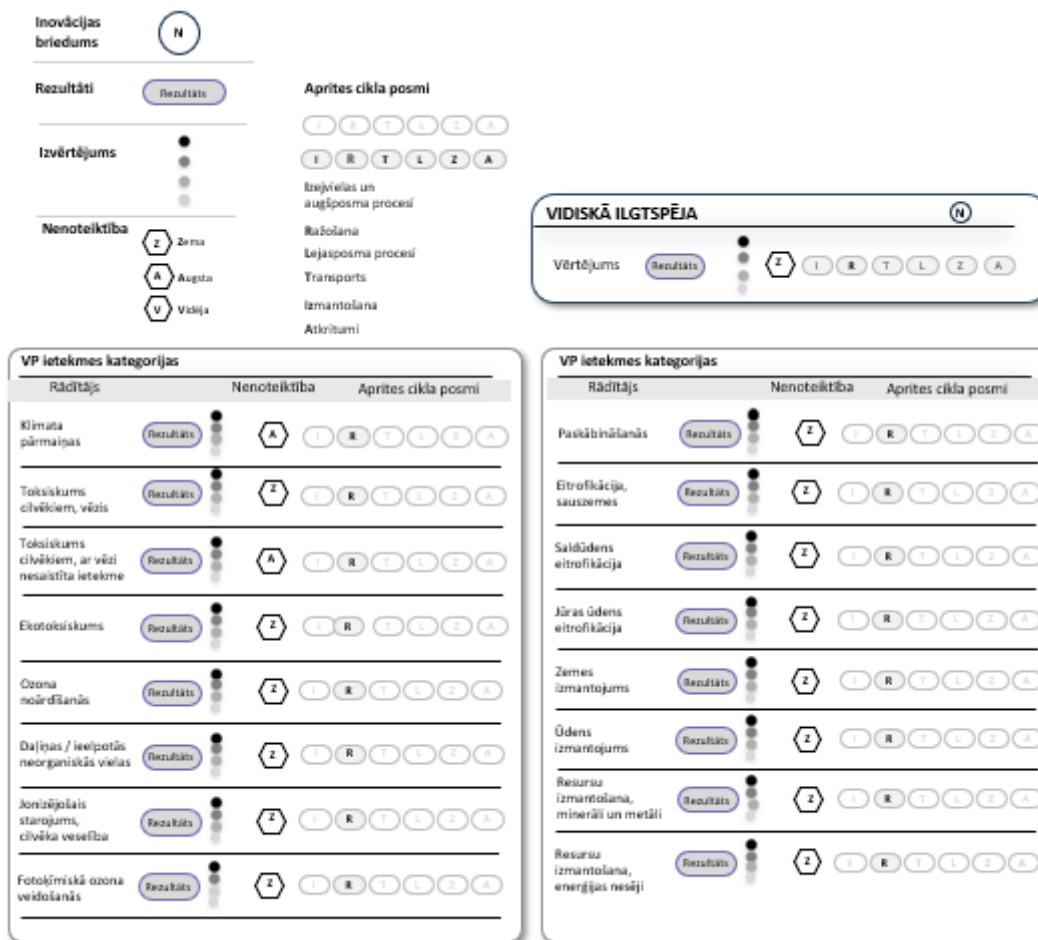 Inovācijas
briedums
N
Rezultāti
Rezultāts
Izvērtējums
Nenoteiktība
Z Zema
A Augsta
V Vidēja
Aprites cikla posmi
I R T L Z A
I R T L Z A
Izejvielas un
augšposma procesi
Ražošana
Lejasposma procesi
Transports
Izmantošana
Atkritumi
VIDISKĀ ILGTSPĒJA N
Vērtējums Rezultāts Z I R T L Z A
VP ietekmes kategorijas
Rādītājs Nenoteiktība Aprites cikla posmi
Klimata
pārmaiņas
Rezultāts A I R T L Z A
Toksiskums
cilvēkiem, vēzis
Rezultāts Z I R T L Z A
Toksiskums
cilvēkiem, ar vēzi
nesaistīta ietekme
Rezultāts A I R T L Z A
Ekotoksiskums Rezultāts Z I R T L Z A
Ozona
noārdīšanās
Rezultāts Z I R T L Z A
Daļiņas / ieelpotās
neorganiskās vielas
Rezultāts Z I R T L Z A
Jonizējošais
starojums,
cilvēka veselība
Rezultāts Z I R T L Z A
Fotoķīmiskā ozona
veidošanās
Rezultāts Z I R T L Z A
VP ietekmes kategorijas
Rādītājs Nenoteiktība Aprites cikla posmi
Paskābināšanās Rezultāts Z I R T L Z A
Eitrofikācija,
sauszemes
Rezultāts Z I R T L Z A
Saldūdens
eitrofikācija
Rezultāts Z I R T L Z A
Jūras ūdens
eitrofikācija
Rezultāts Z I R T L Z A
Zemes
izmantojums
Rezultāts Z I R T L Z A
Ūdens
izmantojums
Rezultāts Z I R T L Z A
Resursu
izmantošana,
minerāli un metāli
Rezultāts Z I R T L Z A
Resursu
izmantošana,
enerģijas nesēji
Rezultāts Z I R T L Z A